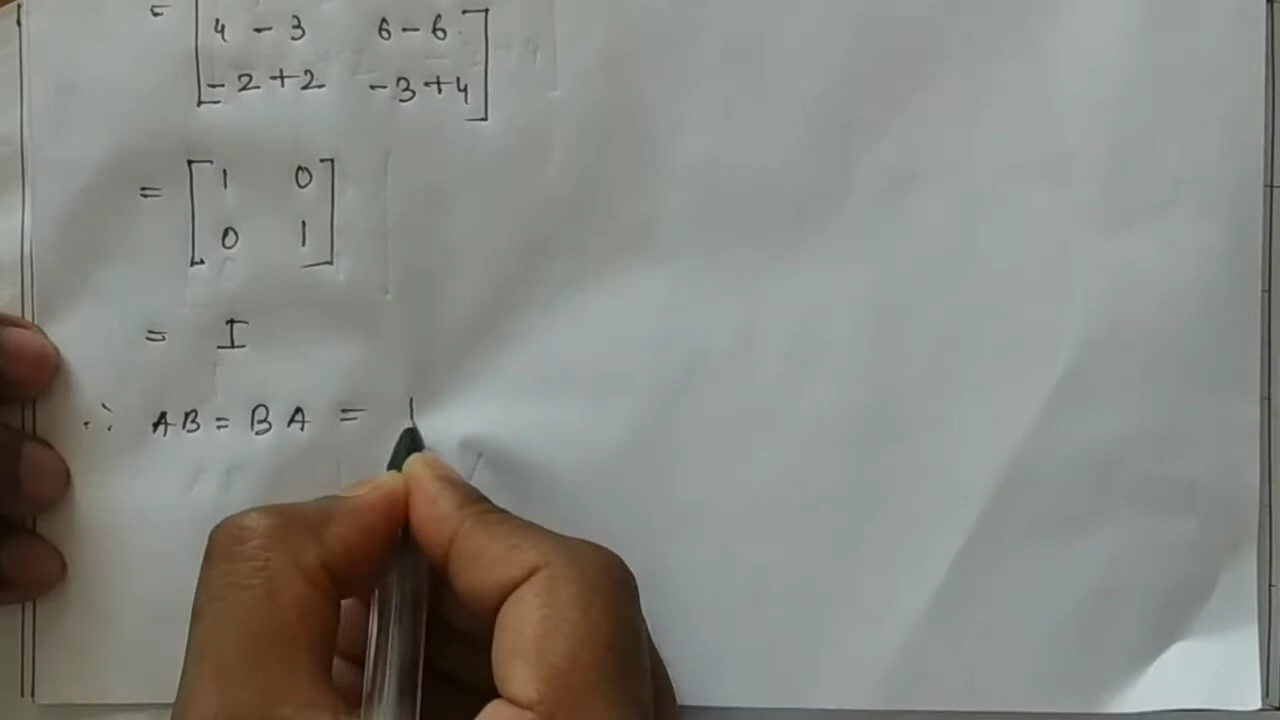 = [ 4 - 3 6 - 6
- 2 + 2 - 3 + 4 ]
= [ 1 0
0 1 ]
= I
∴ AB = BA = I